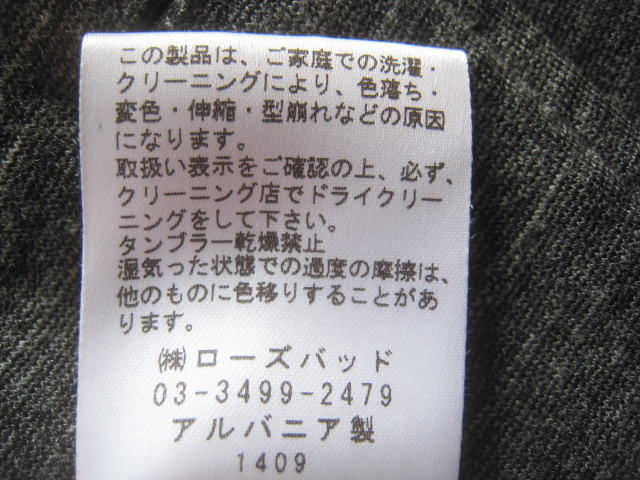 この製品は、ご家庭での洗濯・
クリーニングにより、色落ち・
変色・伸縮・型崩れなどの原因
になります。
取扱い表示をご確認の上、必ず、
クリーニング店でドライクリー
ニングをして下さい。
タンブラー乾燥禁止
湿気った状態での過度の摩擦は、
他のものに色移りすることがあ
ります。
㈱ローズバッド
03-3499-2479
アルバニア製
1409